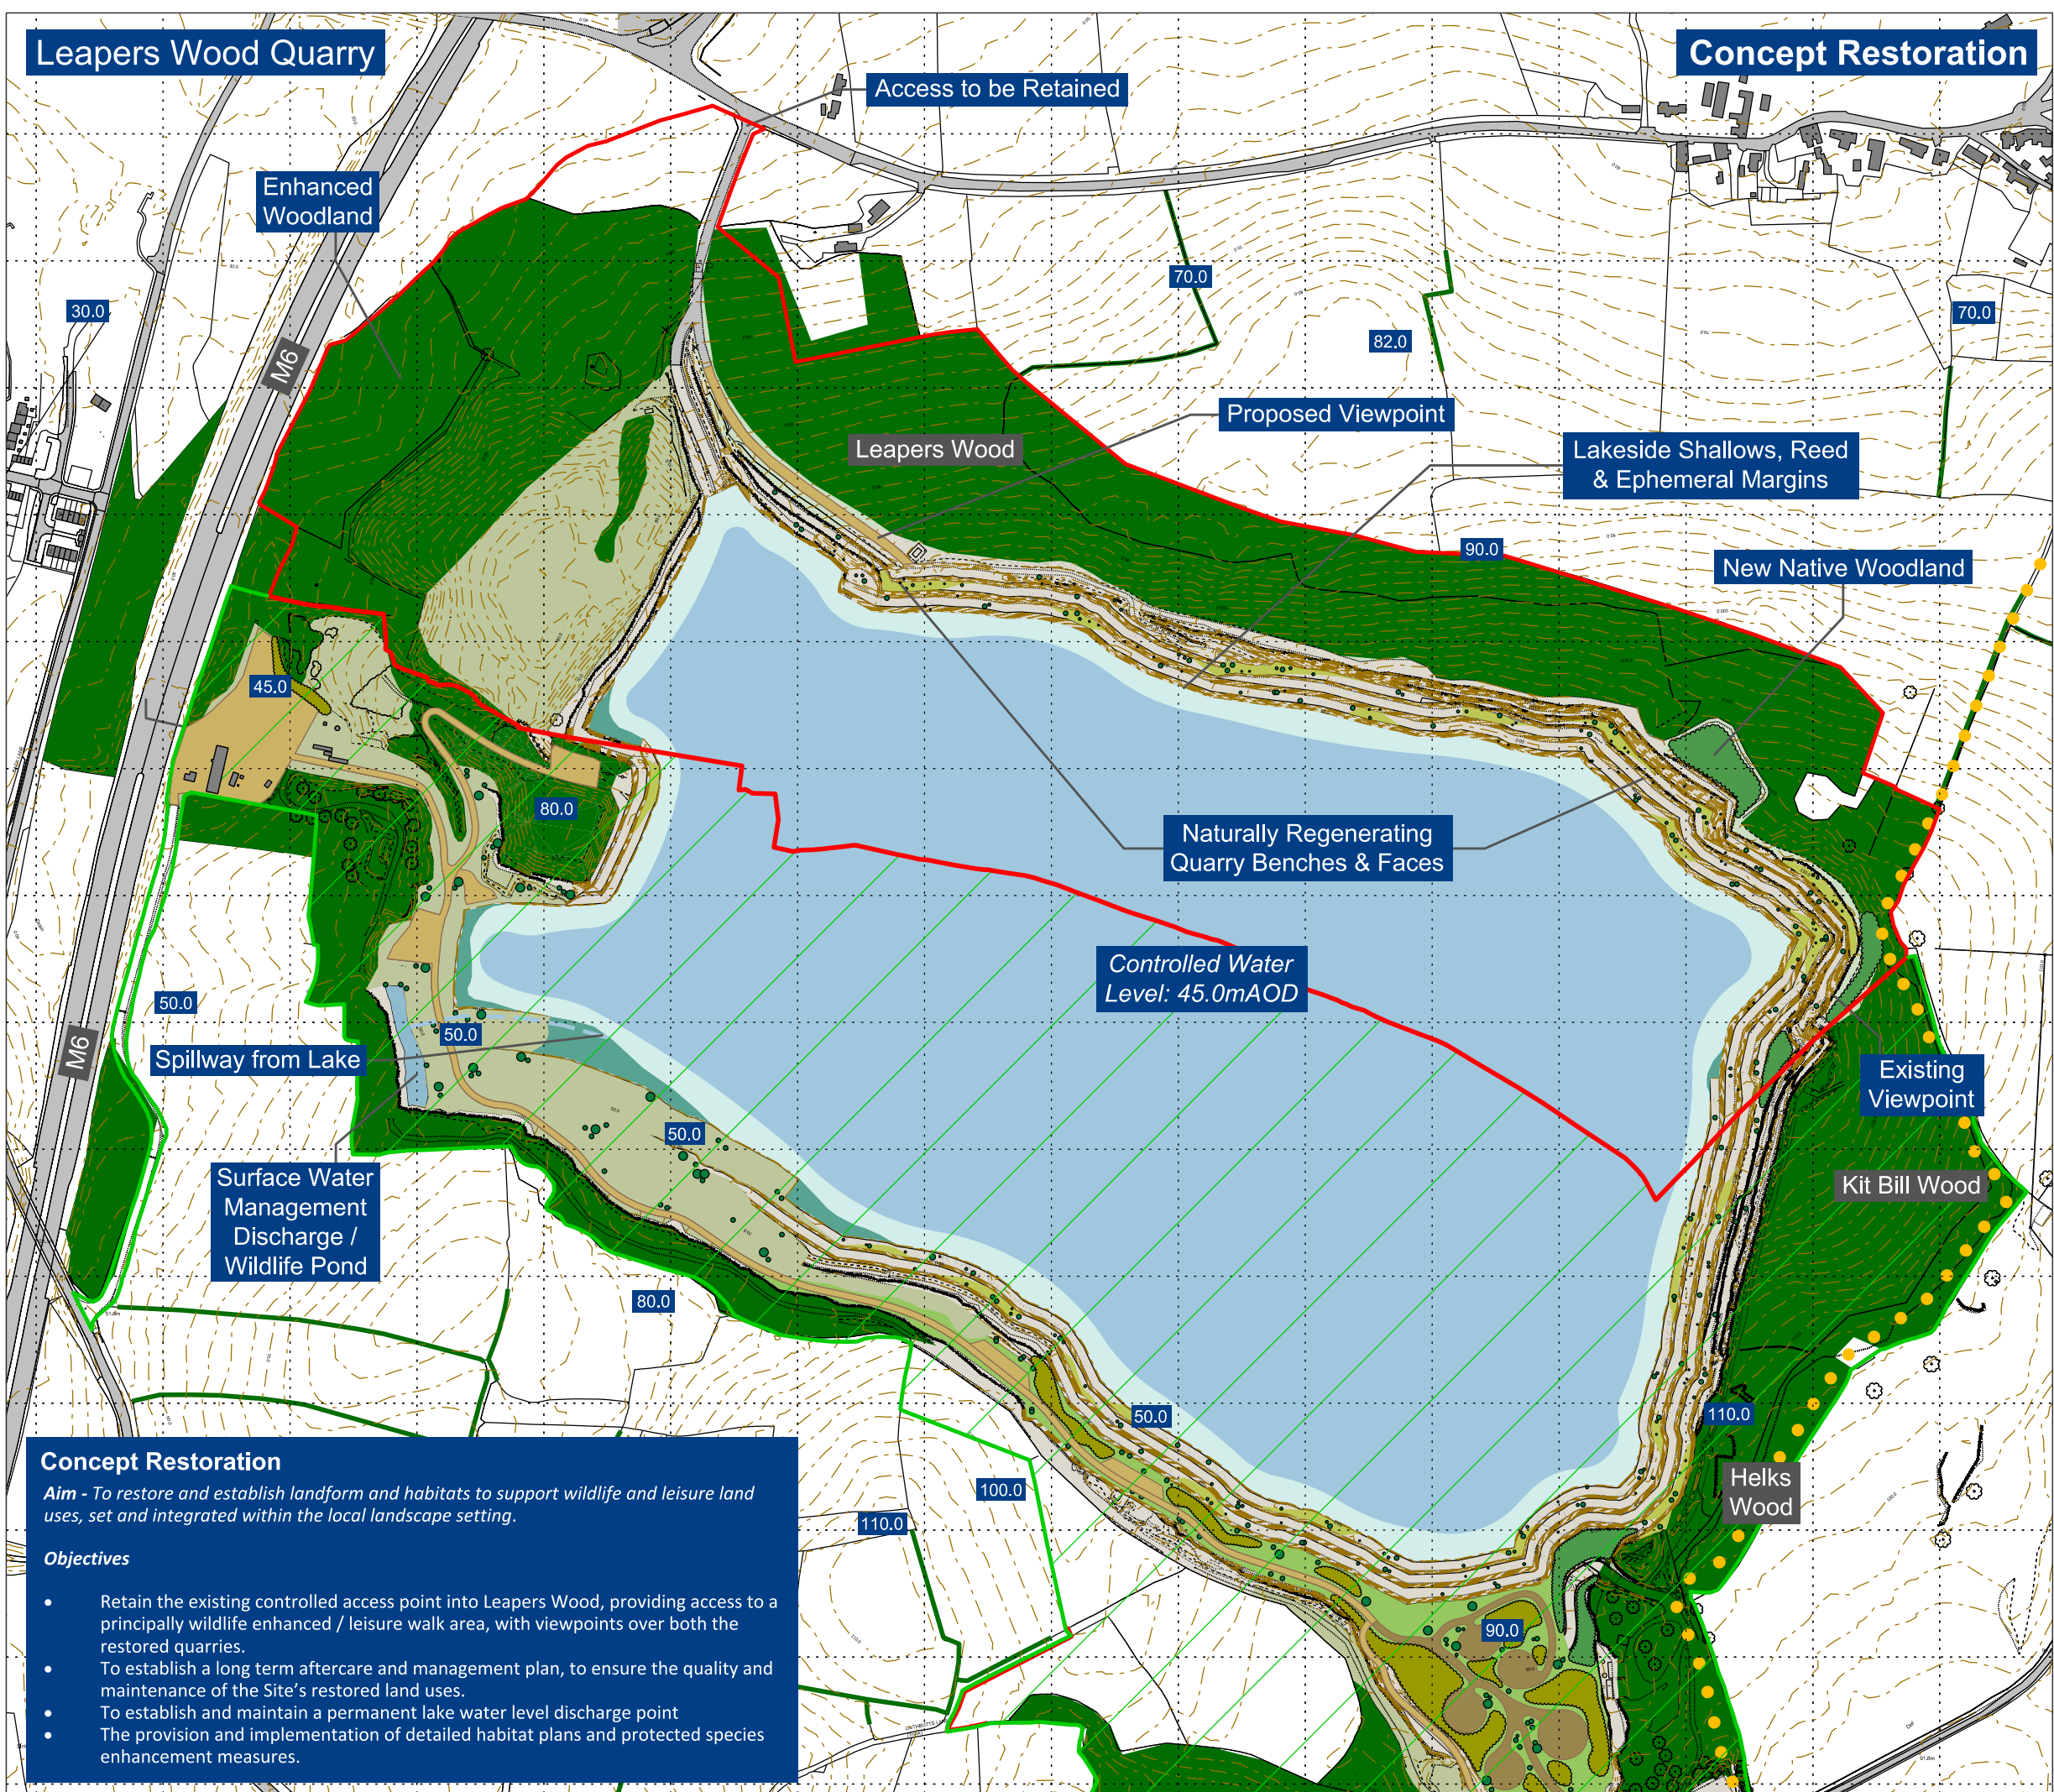 Leapers Wood Quarry
Concept Restoration
Access to be Retained
Enhanced
Woodland
30.0
M6
70.0
82.0
70.0
Proposed Viewpoint
Leapers Wood
Lakeside Shallows, Reed
& Ephemeral Margins
90.0
New Native Woodland
45.0
80.0
Naturally Regenerating
Quarry Benches & Faces
Controlled Water
Level: 45.0mAOD
50.0
50.0
M6
Spillway from Lake
Existing
Viewpoint
50.0
Surface Water
Management
Discharge /
Wildlife Pond
Kit Bill Wood
80.0
50.0
110.0
100.0
110.0
Helks
Wood
90.0
91.8m
Concept Restoration
Aim - To restore and establish landform and habitats to support wildlife and leisure land
uses, set and integrated within the local landscape setting.
Objectives
• Retain the existing controlled access point into Leapers Wood, providing access to a
principally wildlife enhanced / leisure walk area, with viewpoints over both the
restored quarries.
• To establish a long term aftercare and management plan, to ensure the quality and
maintenance of the Site's restored land uses.
• To establish and maintain a permanent lake water level discharge point
• The provision and implementation of detailed habitat plans and protected species
enhancement measures.